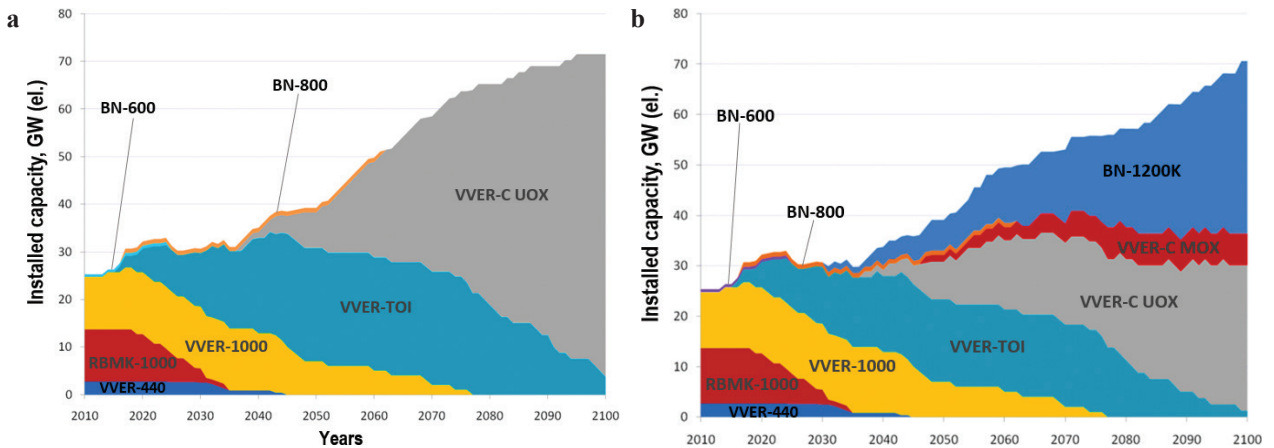 a
Installed capacity, GW (el.)
80
70
60
50
40
30
20
10
0
BN-600
BN-800
VVER-C UOX
VVER-TOI
VVER-1000
RBMK-1000
VVER-440
2010 2020 2030 2040 2050 2060 2070 2080 2090 2100
Years
b
Installed capacity, GW (el.)
80
70
60
50
40
30
20
10
0
BN-600
BN-800
BN-1200K
VVER-C MOX
VVER-C UOX
VVER-TOI
VVER-1000
RBMK-1000
VVER-440
2010 2020 2030 2040 2050 2060 2070 2080 2090 2100